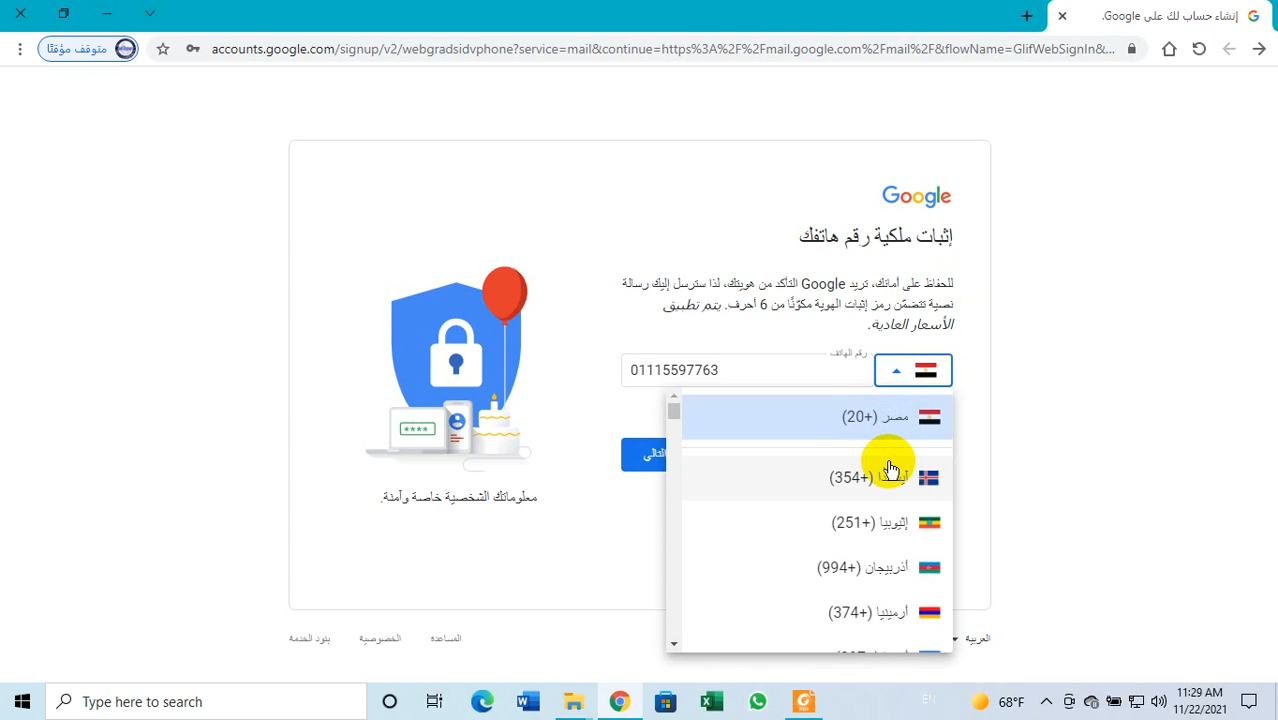 إنشاء حساب لك على Google.
متوقف مؤقتًا
accounts.google.com/signup/v2/webgradsidvphone?service=mail&continue=https%3A%2F%2Fmail.google.com%2Fmail%2F&flowName=GlifWebSignIn&...
Google
إثبات ملكية رقم هاتفك
للحفاظ على أمانك، تريد Google التأكد من هويتك، لذا سترسل إليك رسالة
نصية تتضمّن رمز إثبات الهوية مكوّنًا من 6 أحرف. يتم تطبيق
الأسعار العادية.
رقم الهاتف
01115597763
مصر (+20)
التالي
(+354)
إثيوبيا (+251)
أذربيجان (+994)
أرمينيا (+374)
****
معلوماتك الشخصية خاصة وآمنة.
العربية
المساعدة
الخصوصية
بنود الخدمة
Type here to search
W
X
PDF
EN
68°F
11:29 AM
11/22/2021